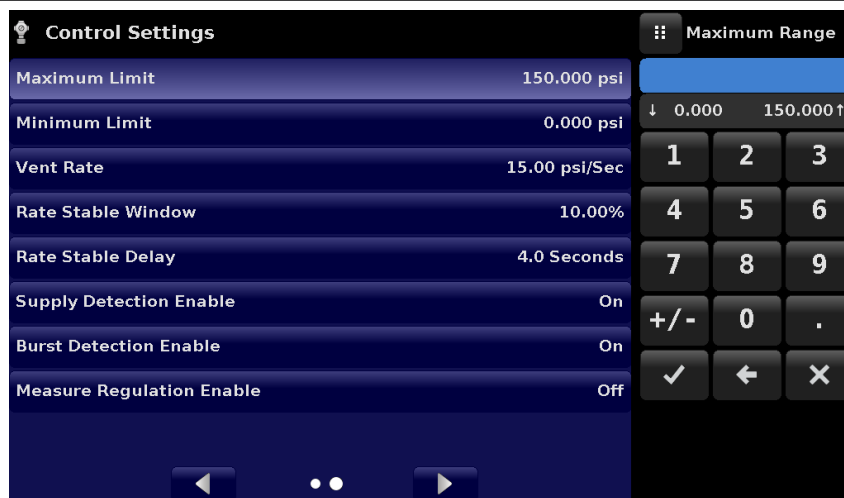 Control Settings
Maximum Limit 150.000 psi
Minimum Limit 0.000 psi
Vent Rate 15.00 psi/Sec
Rate Stable Window 10.00%
Rate Stable Delay 4.0 Seconds
Supply Detection Enable On
Burst Detection Enable On
Measure Regulation Enable Off
Maximum Range
↓ 0.000 150.000↑
1 2 3
4 5 6
7 8 9
+/- 0 .